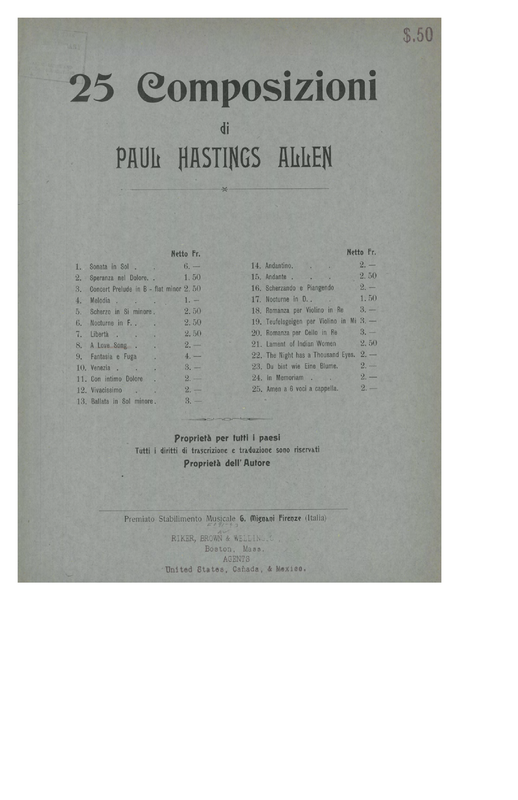 $.50
25 Composizioni
di
PAUL HASTINGS ALLEN
Netto Fr.
1. Sonata in Sol . 6. —
2. Speranza nel Dolore. . 1. 50
3. Concert Prelude in B - flat minor 2. 50
4. Melodia . . 1. —
5. Scherzo in Si minore. 2. 50
6. Nocturne in F. . 2. 50
7. Libertà . . 2. 50
8. A Love Song. . 2. —
9. Fantasia e Fuga . 4. —
10. Venezia . . 3. —
11. Con intimo Dolore . 2. —
12. Vivacissimo . . 2. —
13. Ballata in Sol minore. 3. —
Netto Fr.
14. Andantino. . . 2. —
15. Andante . . . 2. 50
16. Scherzando e Piangendo 2. —
17. Nocturne in D. . 1. 50
18. Romanza per Violino in Re 3. —
19. Teufelsgeigen per Violino in Mi 3. —
20. Romanza per Cello in Re 3. —
21. Lament of Indian Women 2. 50
22. The Night has a Thousand Eyes. 2. —
23. Du bist wie Eine Blume. 2. —
24. In Memoriam . . 2. —
25. Amen a 6 voci a cappella. 2. —
Proprietà per tutti i paesi
Tutti i diritti di trascrizione e traduzione sono riservati
Proprietà dell'Autore
Premiato Stabilimento Musicale G. Mignani Firenze (Italia)
RIKER, BROWN &
Boston, Mass.
AGENTS
United States, Canada, & Mexico.